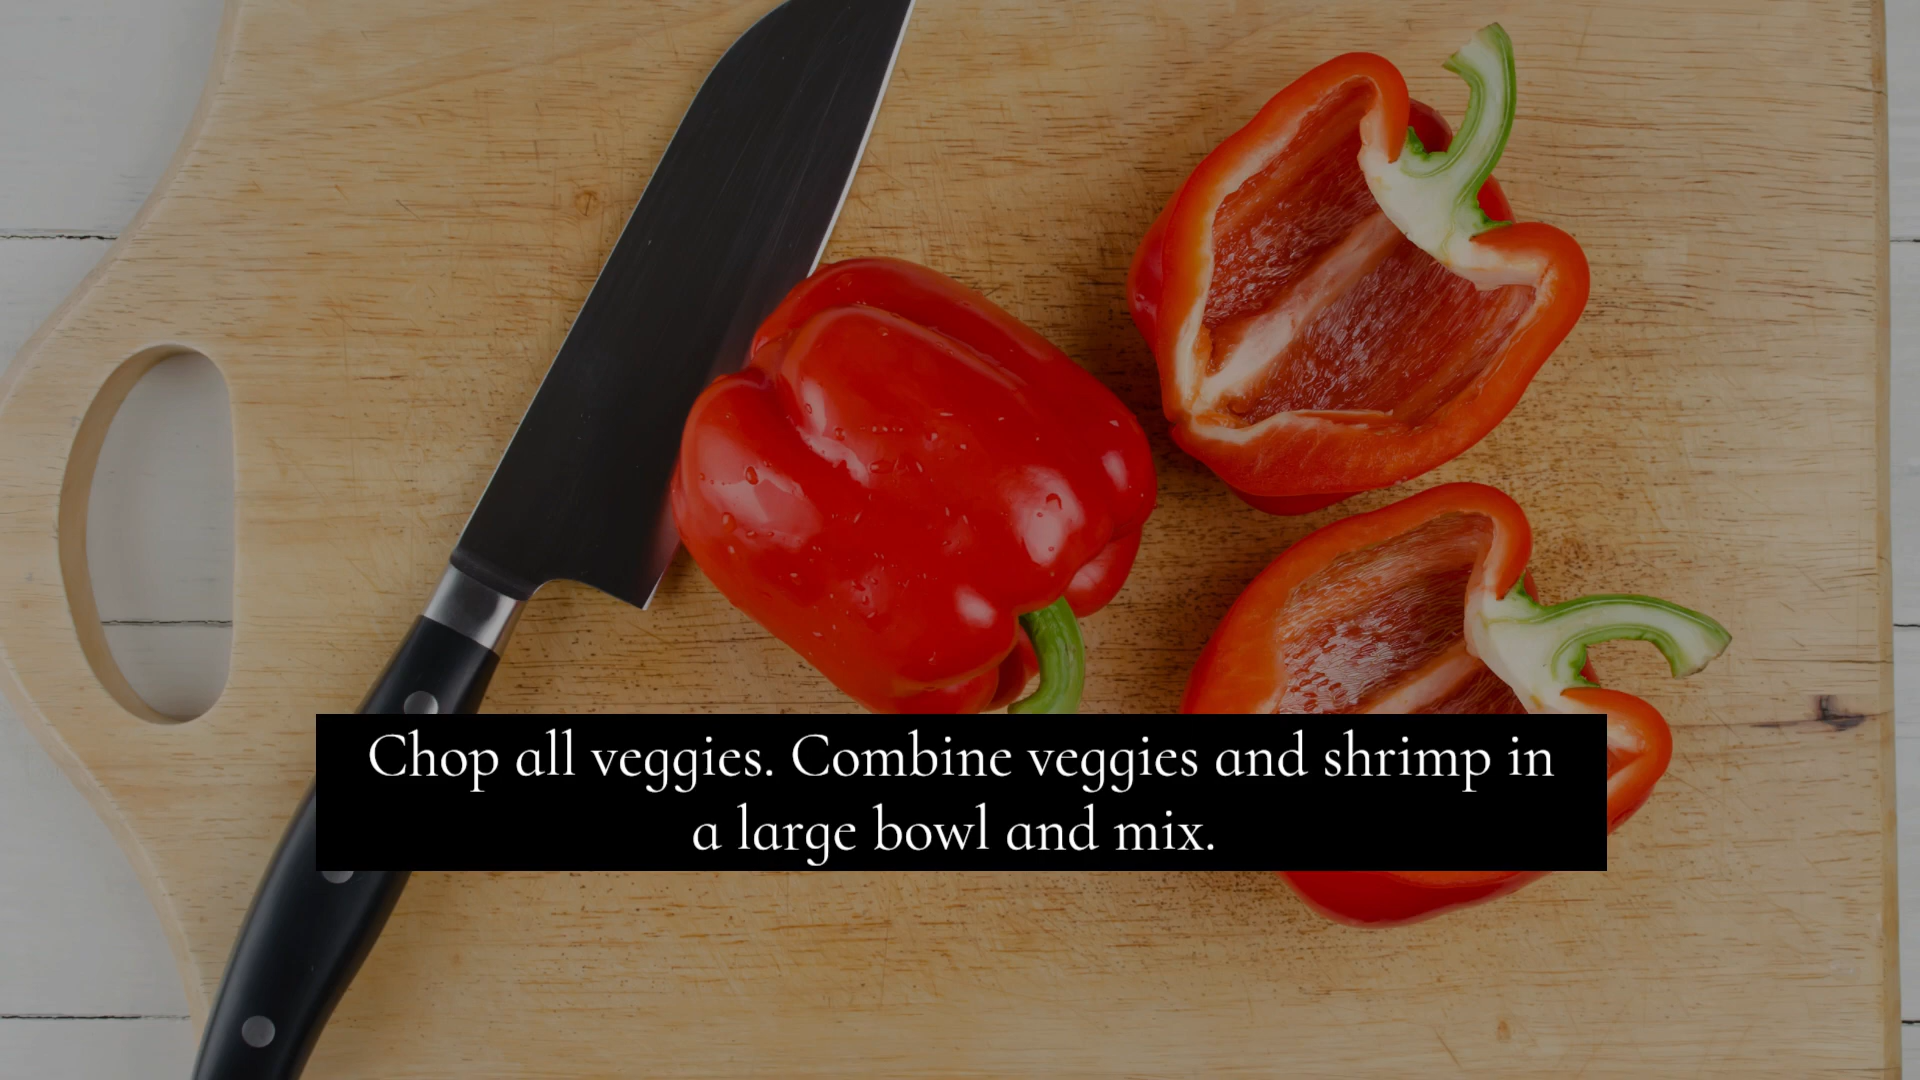 Chop all veggies. Combine veggies and shrimp in
a large bowl and mix.